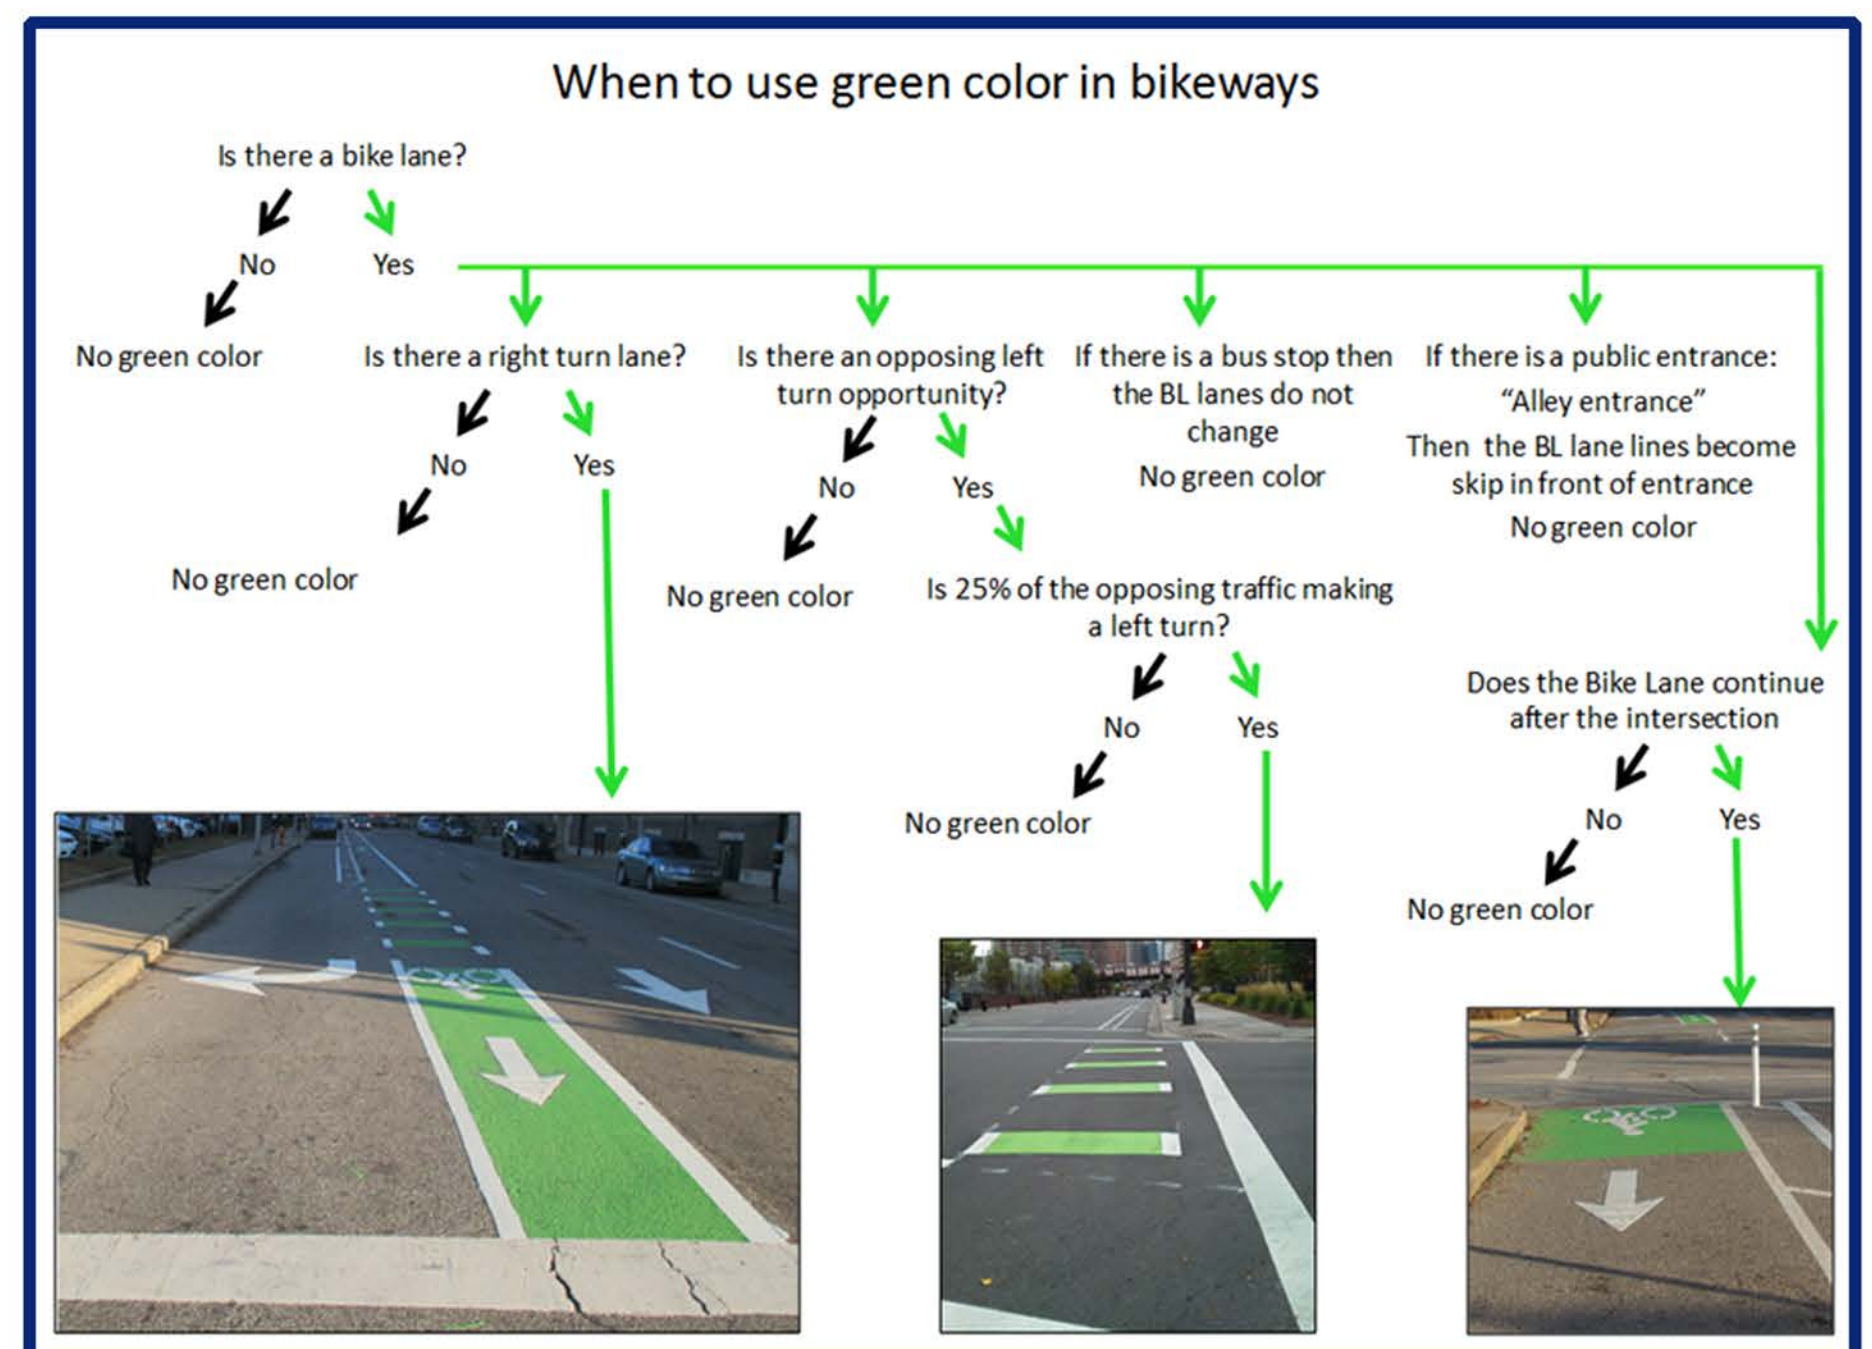 When to use green color in bikeways
Is there a bike lane?
No
Yes
No green color
Is there a right turn lane?
No
Yes
No green color
Is there an opposing left
turn opportunity?
No
Yes
No green color
Is 25% of the opposing traffic making
a left turn?
No
Yes
No green color
If there is a bus stop then
the BL lanes do not
change
No green color
If there is a public entrance:
“Alley entrance”
Then the BL lane lines become
skip in front of entrance
No green color
Does the Bike Lane continue
after the intersection
No
Yes
No green color